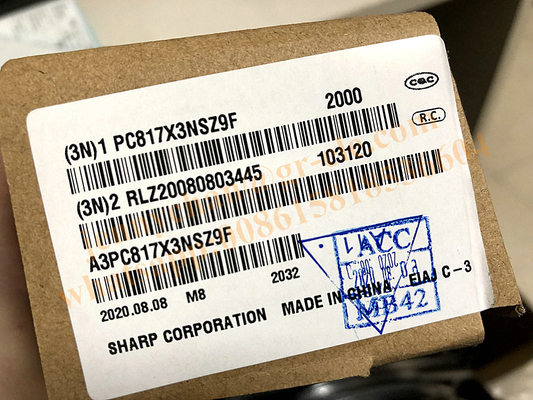 CQC
(3N)1 PC817X3NSZ9F 2000
R.C.
(3N)2 RLZ20080803445 103120
A3PC817X3NSZ9F
2020.08.08 M8 2032
SHARP CORPORATION MADE IN CHINA EIAJ C-3
ACC
MB42